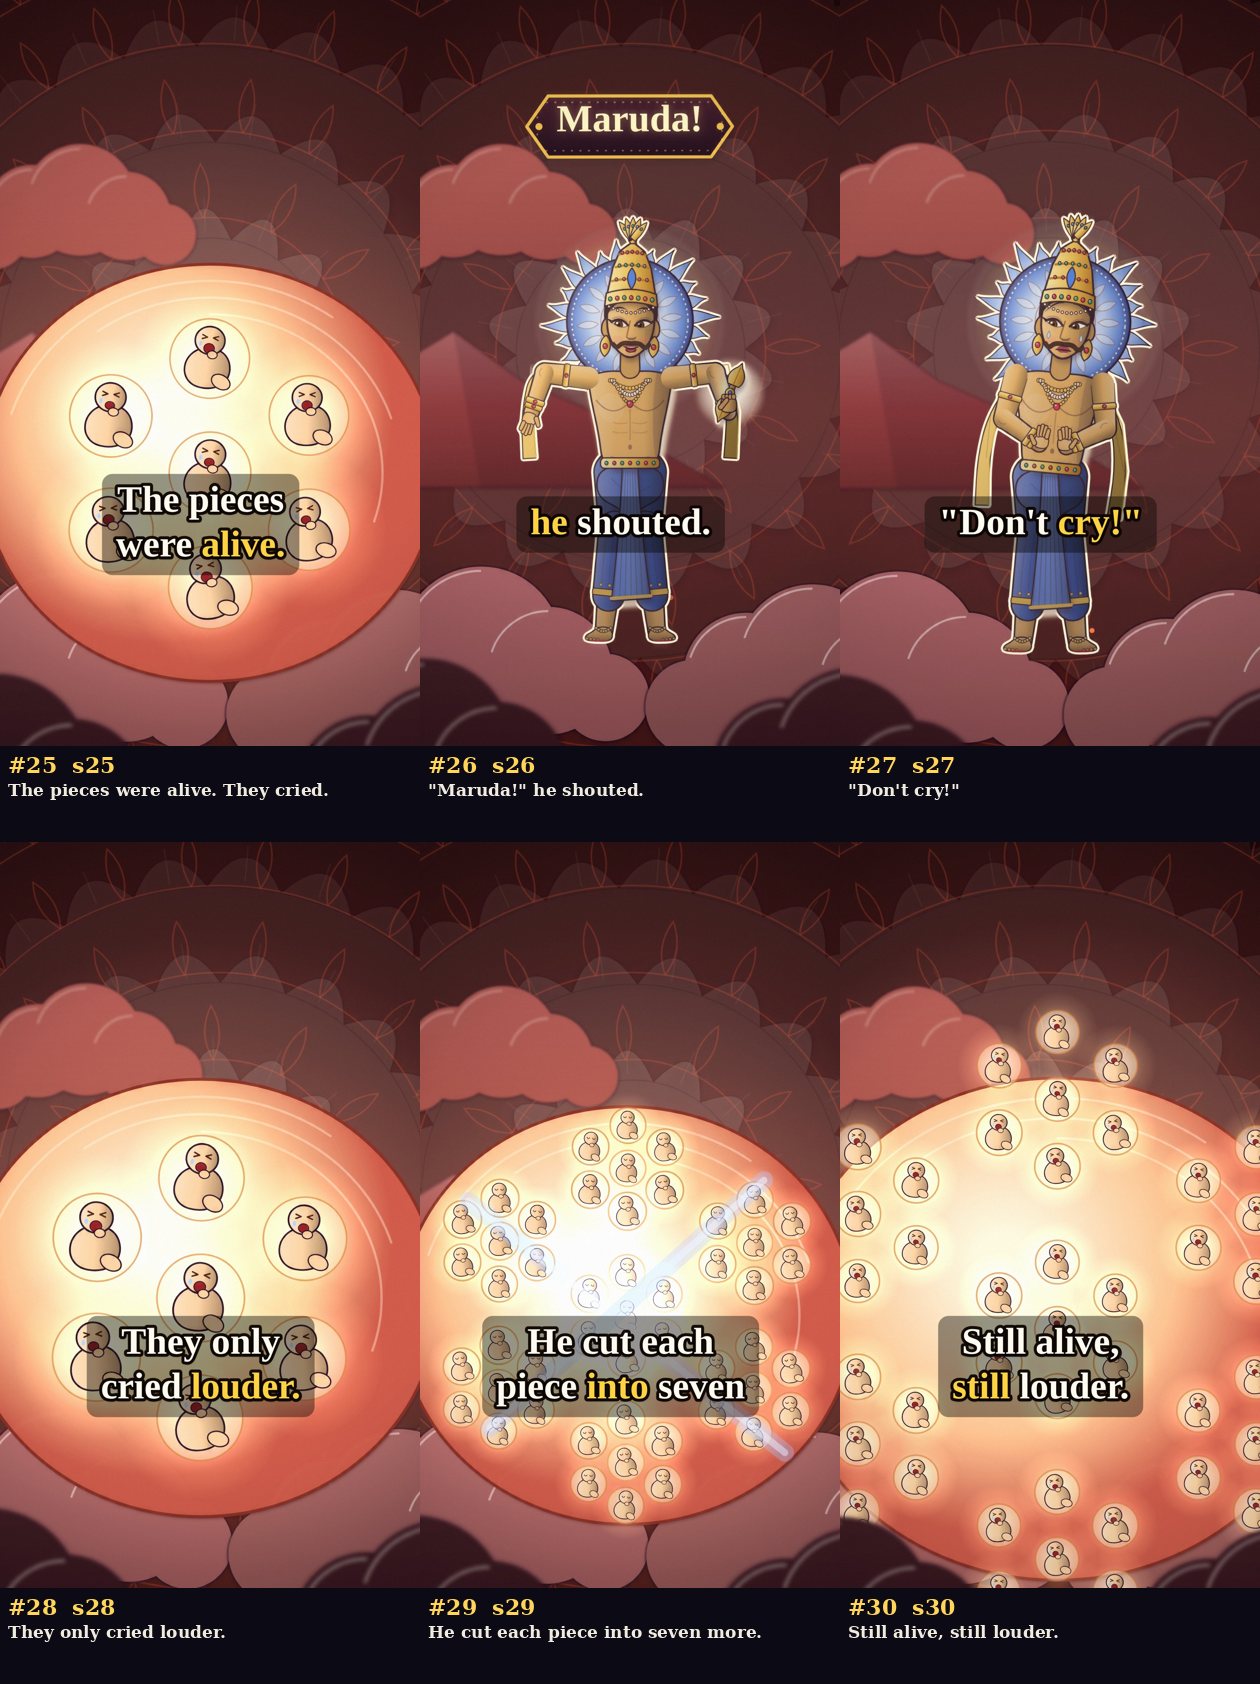 The pieces
were alive.
#25 s25
The pieces were alive. They cried.
Maruda!
he shouted.
#26 s26
"Maruda!" he shouted.
"Don't cry!"
#27 s27
"Don't cry!"
They only
cried louder.
#28 s28
They only cried louder.
He cut each
piece into seven
#29 s29
He cut each piece into seven more.
Still alive,
still louder.
#30 s30
Still alive, still louder.